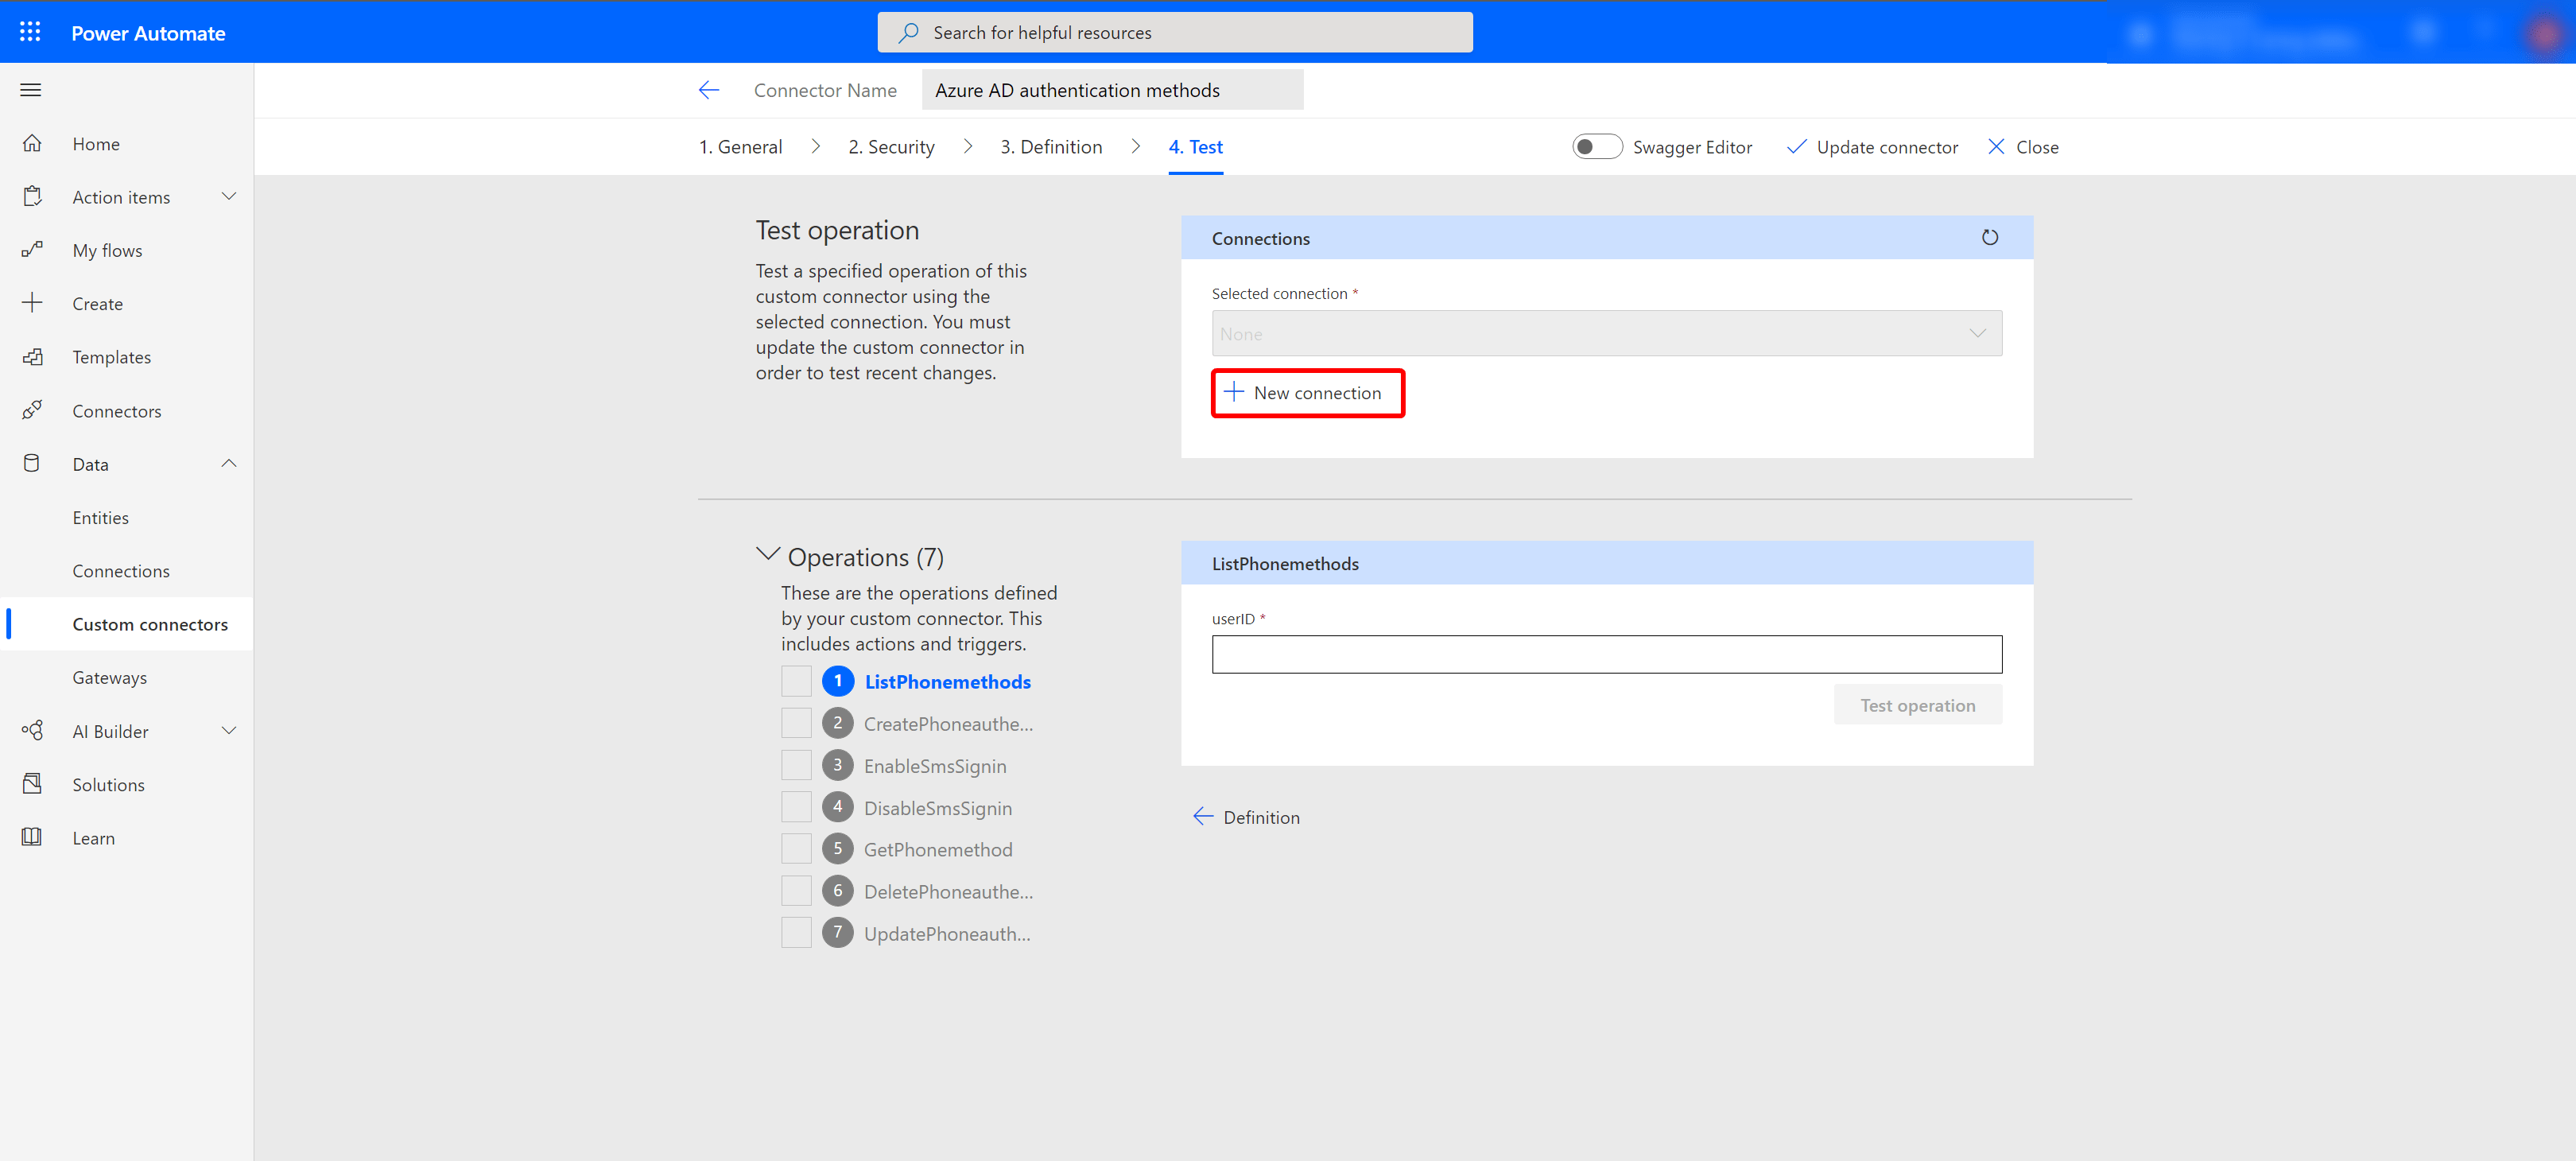 Power Automate
Search for helpful resources
Connector Name
Azure AD authentication methods
1. General
2. Security
3. Definition
4. Test
Swagger Editor
Update connector
Close
Home
Action items
My flows
Create
Templates
Connectors
Data
Entities
Connections
Custom connectors
Gateways
AI Builder
Solutions
Learn
Test operation
Test a specified operation of this
custom connector using the
selected connection. You must
update the custom connector in
order to test recent changes.
Connections
Selected connection *
None
New connection
Operations (7)
These are the operations defined
by your custom connector. This
includes actions and triggers.
1 ListPhonemethods
2 CreatePhoneauthe...
3 EnableSmsSignin
4 DisableSmsSignin
5 GetPhonemethod
6 DeletePhoneauthe...
7 UpdatePhoneauth...
ListPhonemethods
userID *
Test operation
Definition